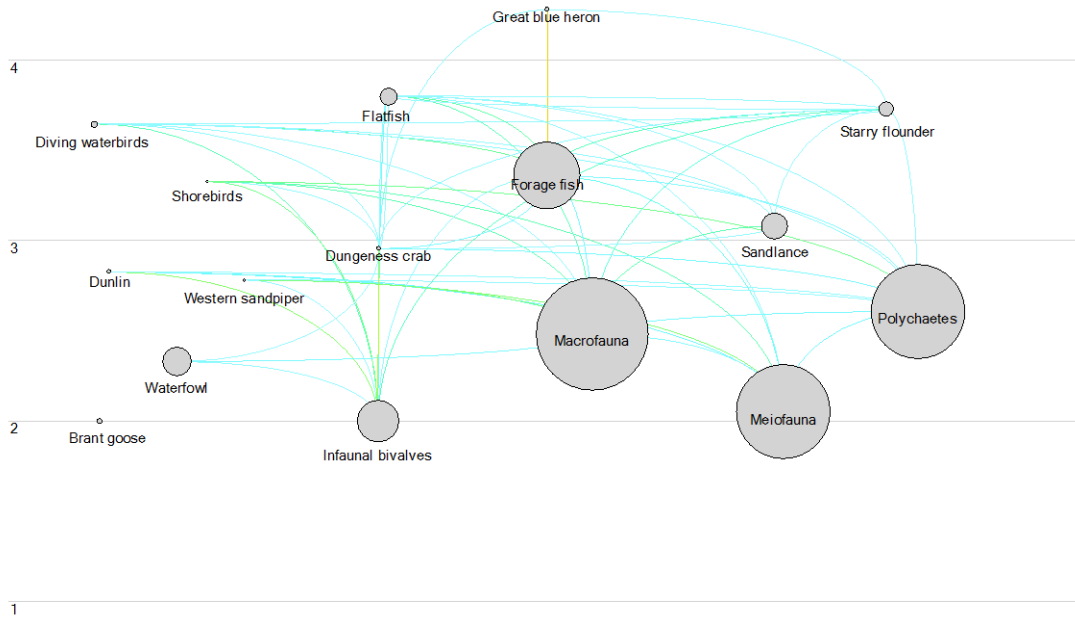 Great blue heron
4
Flatfish
Starry flounder
Diving waterbirds
Forage fish
Shorebirds
3
Sandlance
Dungeness crab
Dunlin
Western sandpiper
Polychaetes
Macrofauna
Waterfowl
Meiofauna
2
Brant goose
Infaunal bivalves
1